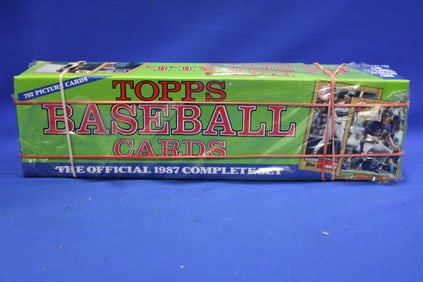 792 PICTURE CARDS
TOPPS
BASEBALL
CARDS
THE OFFICIAL 1987 COMPLETE SET